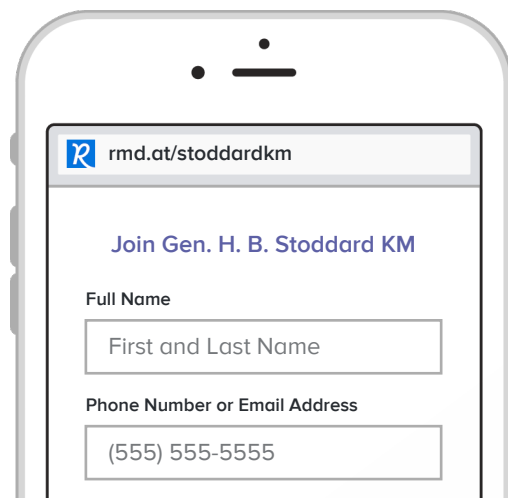 rmd.at/stoddardkm
Join Gen. H. B. Stoddard KM
Full Name
First and Last Name
Phone Number or Email Address
(555) 555-5555